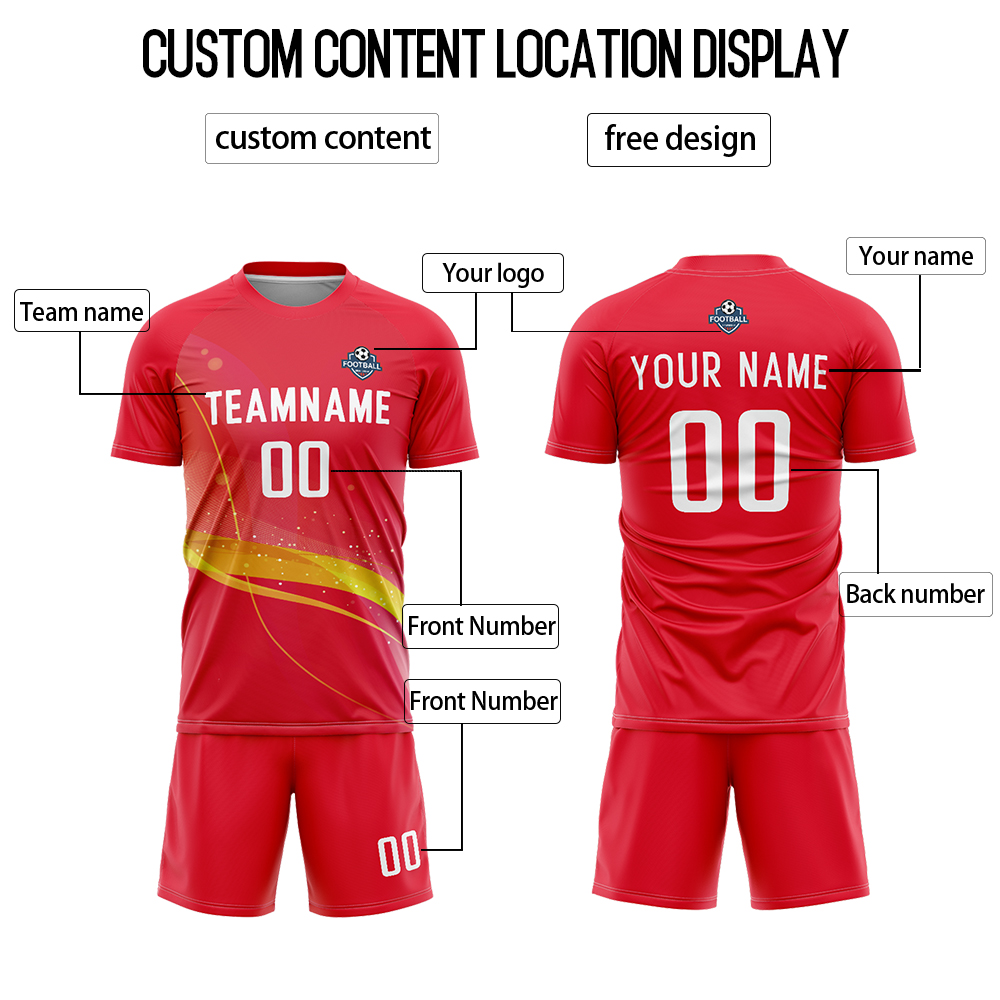 CUSTOM CONTENT LOCATION DISPLAY
custom content
free design
Your name
Your logo
Team name
FOOTBALL
FOOTBALL
YOUR NAME
TEAMNAME
00
00
Back number
Front Number
Front Number
00